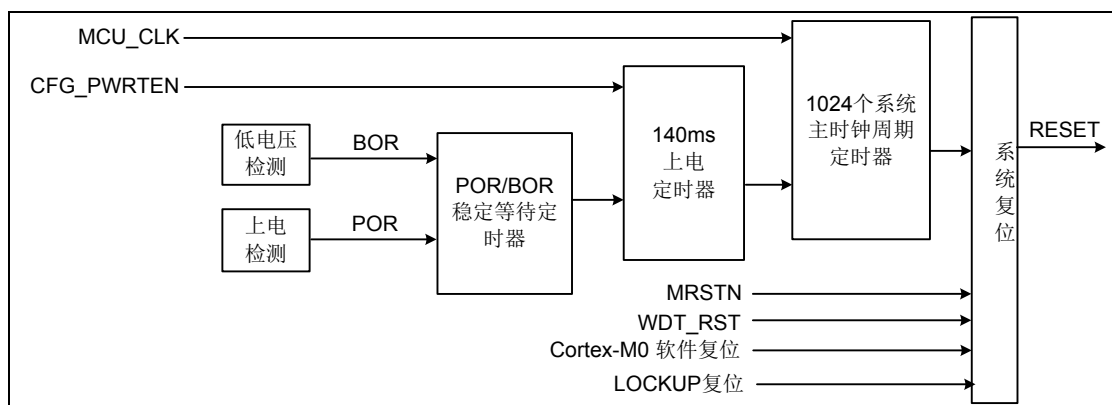 MCU_CLK
CFG_PWRTEN
低电压
检测
BOR
上电
检测
POR
POR/BOR
稳定等待定
时器
140ms
上电
定时器
1024个系统
主时钟周期
定时器
系统复位
RESET
MRSTN
WDT_RST
Cortex-M0 软件复位
LOCKUP复位